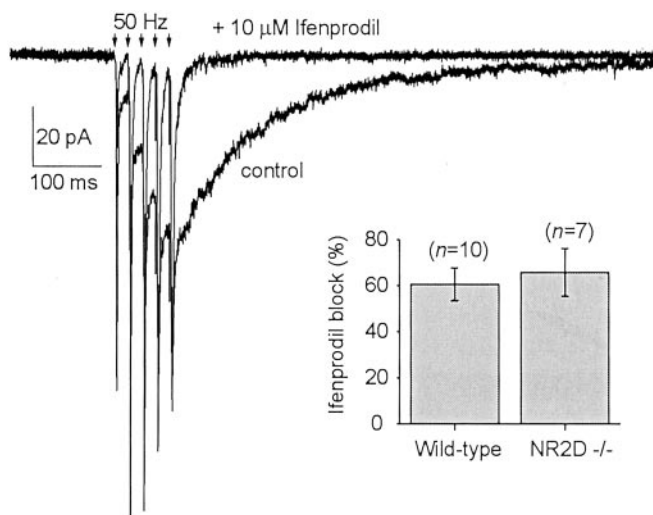 50 Hz
+ 10 µM Ifenprodil
20 pA
100 ms
control
Ifenprodil block (%)
80
60
40
20
0
(n=10)
(n=7)
Wild-type
NR2D -/-